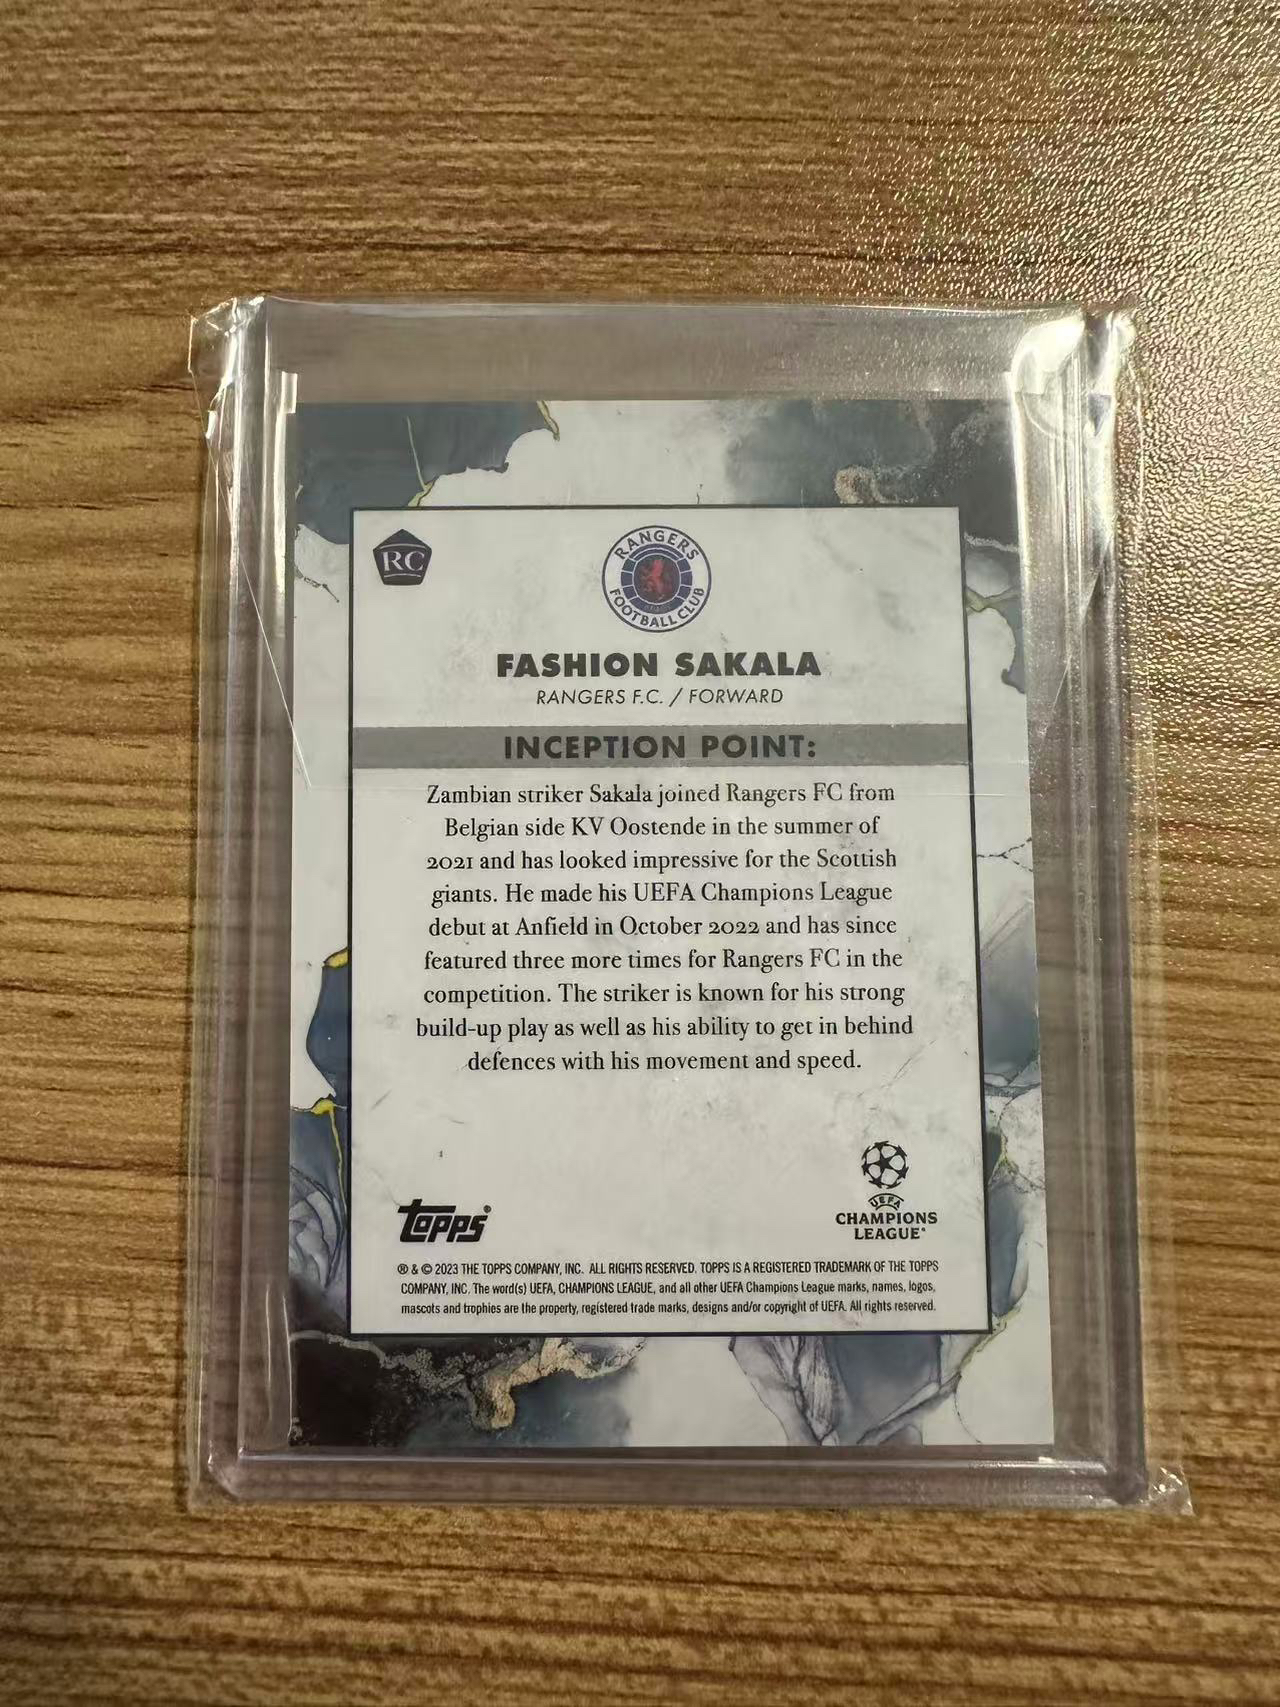 RC
RANGERS
FOOTBALL CLUB
FASHION SAKALA
RANGERS F.C. / FORWARD
INCEPTION POINT:
Zambian striker Sakala joined Rangers FC from
Belgian side KV Oostende in the summer of
2021 and has looked impressive for the Scottish
giants. He made his UEFA Champions League
debut at Anfield in October 2022 and has since
featured three more times for Rangers FC in the
competition. The striker is known for his strong
build-up play as well as his ability to get in behind
defences with his movement and speed.
topps®
UEFA
CHAMPIONS
LEAGUE®
® & © 2023 THE TOPPS COMPANY, INC. ALL RIGHTS RESERVED. TOPPS IS A REGISTERED TRADEMARK OF THE TOPPS
COMPANY, INC. The word(s) UEFA, CHAMPIONS LEAGUE, and all other UEFA Champions League marks, names, logos,
mascots and trophies are the property, registered trade marks, designs and/or copyright of UEFA. All rights reserved.